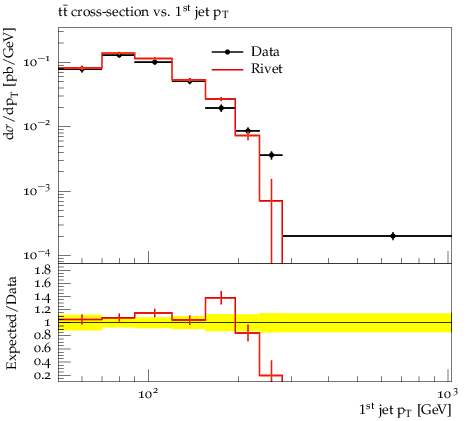 tt̄ cross-section vs. 1st jet pT
dσ/dpT [pb/GeV]
10−1
10−2
10−3
10−4
Data
Rivet
Expected/Data
1.8
1.6
1.4
1.2
1
0.8
0.6
0.4
0.2
102
103
1st jet pT [GeV]